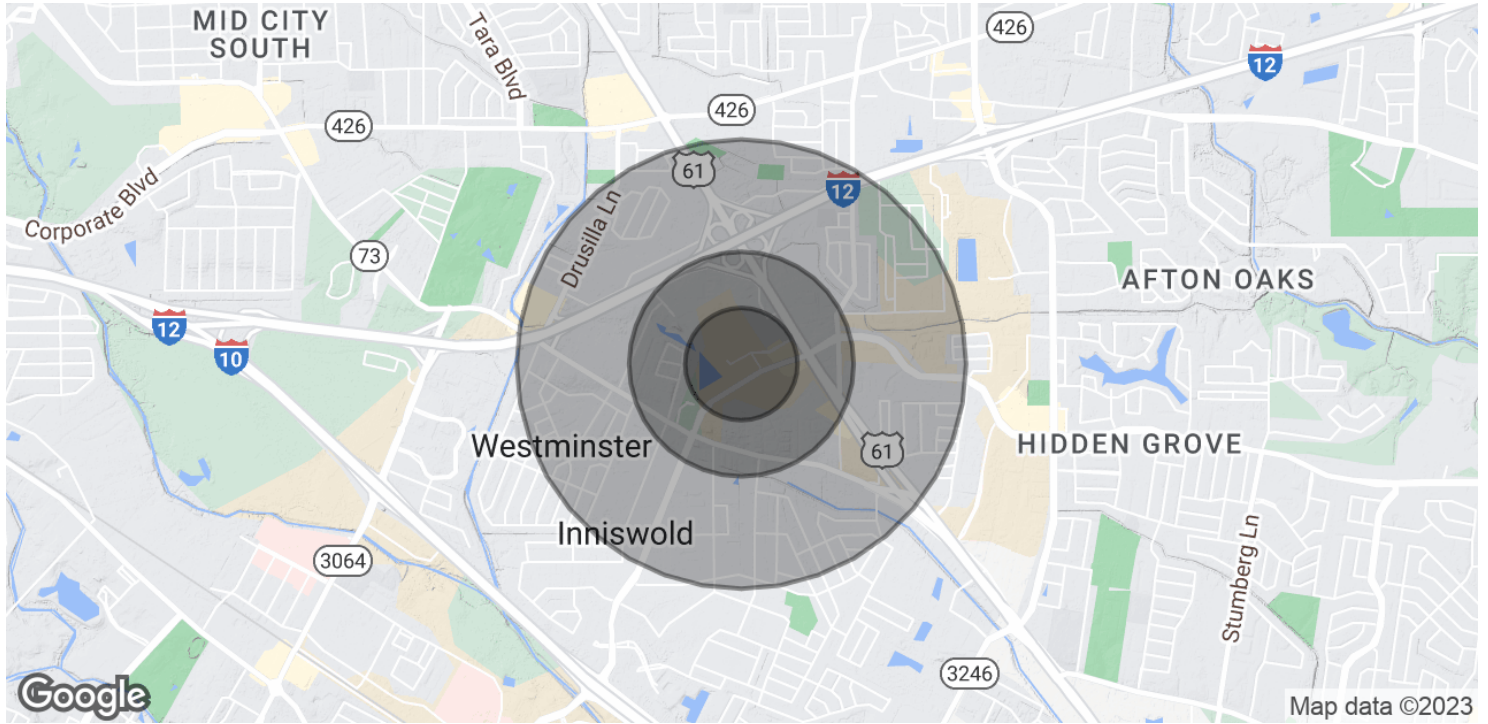 MID CITY
SOUTH
Tara Blvd
426
12
426
426
61
12
Corporate Blvd
Drusilla Ln
73
AFTON OAKS
12
10
Westminster
61
HIDDEN GROVE
Inniswold
3064
Stumberg Ln
3246
Google
Map data ©2023